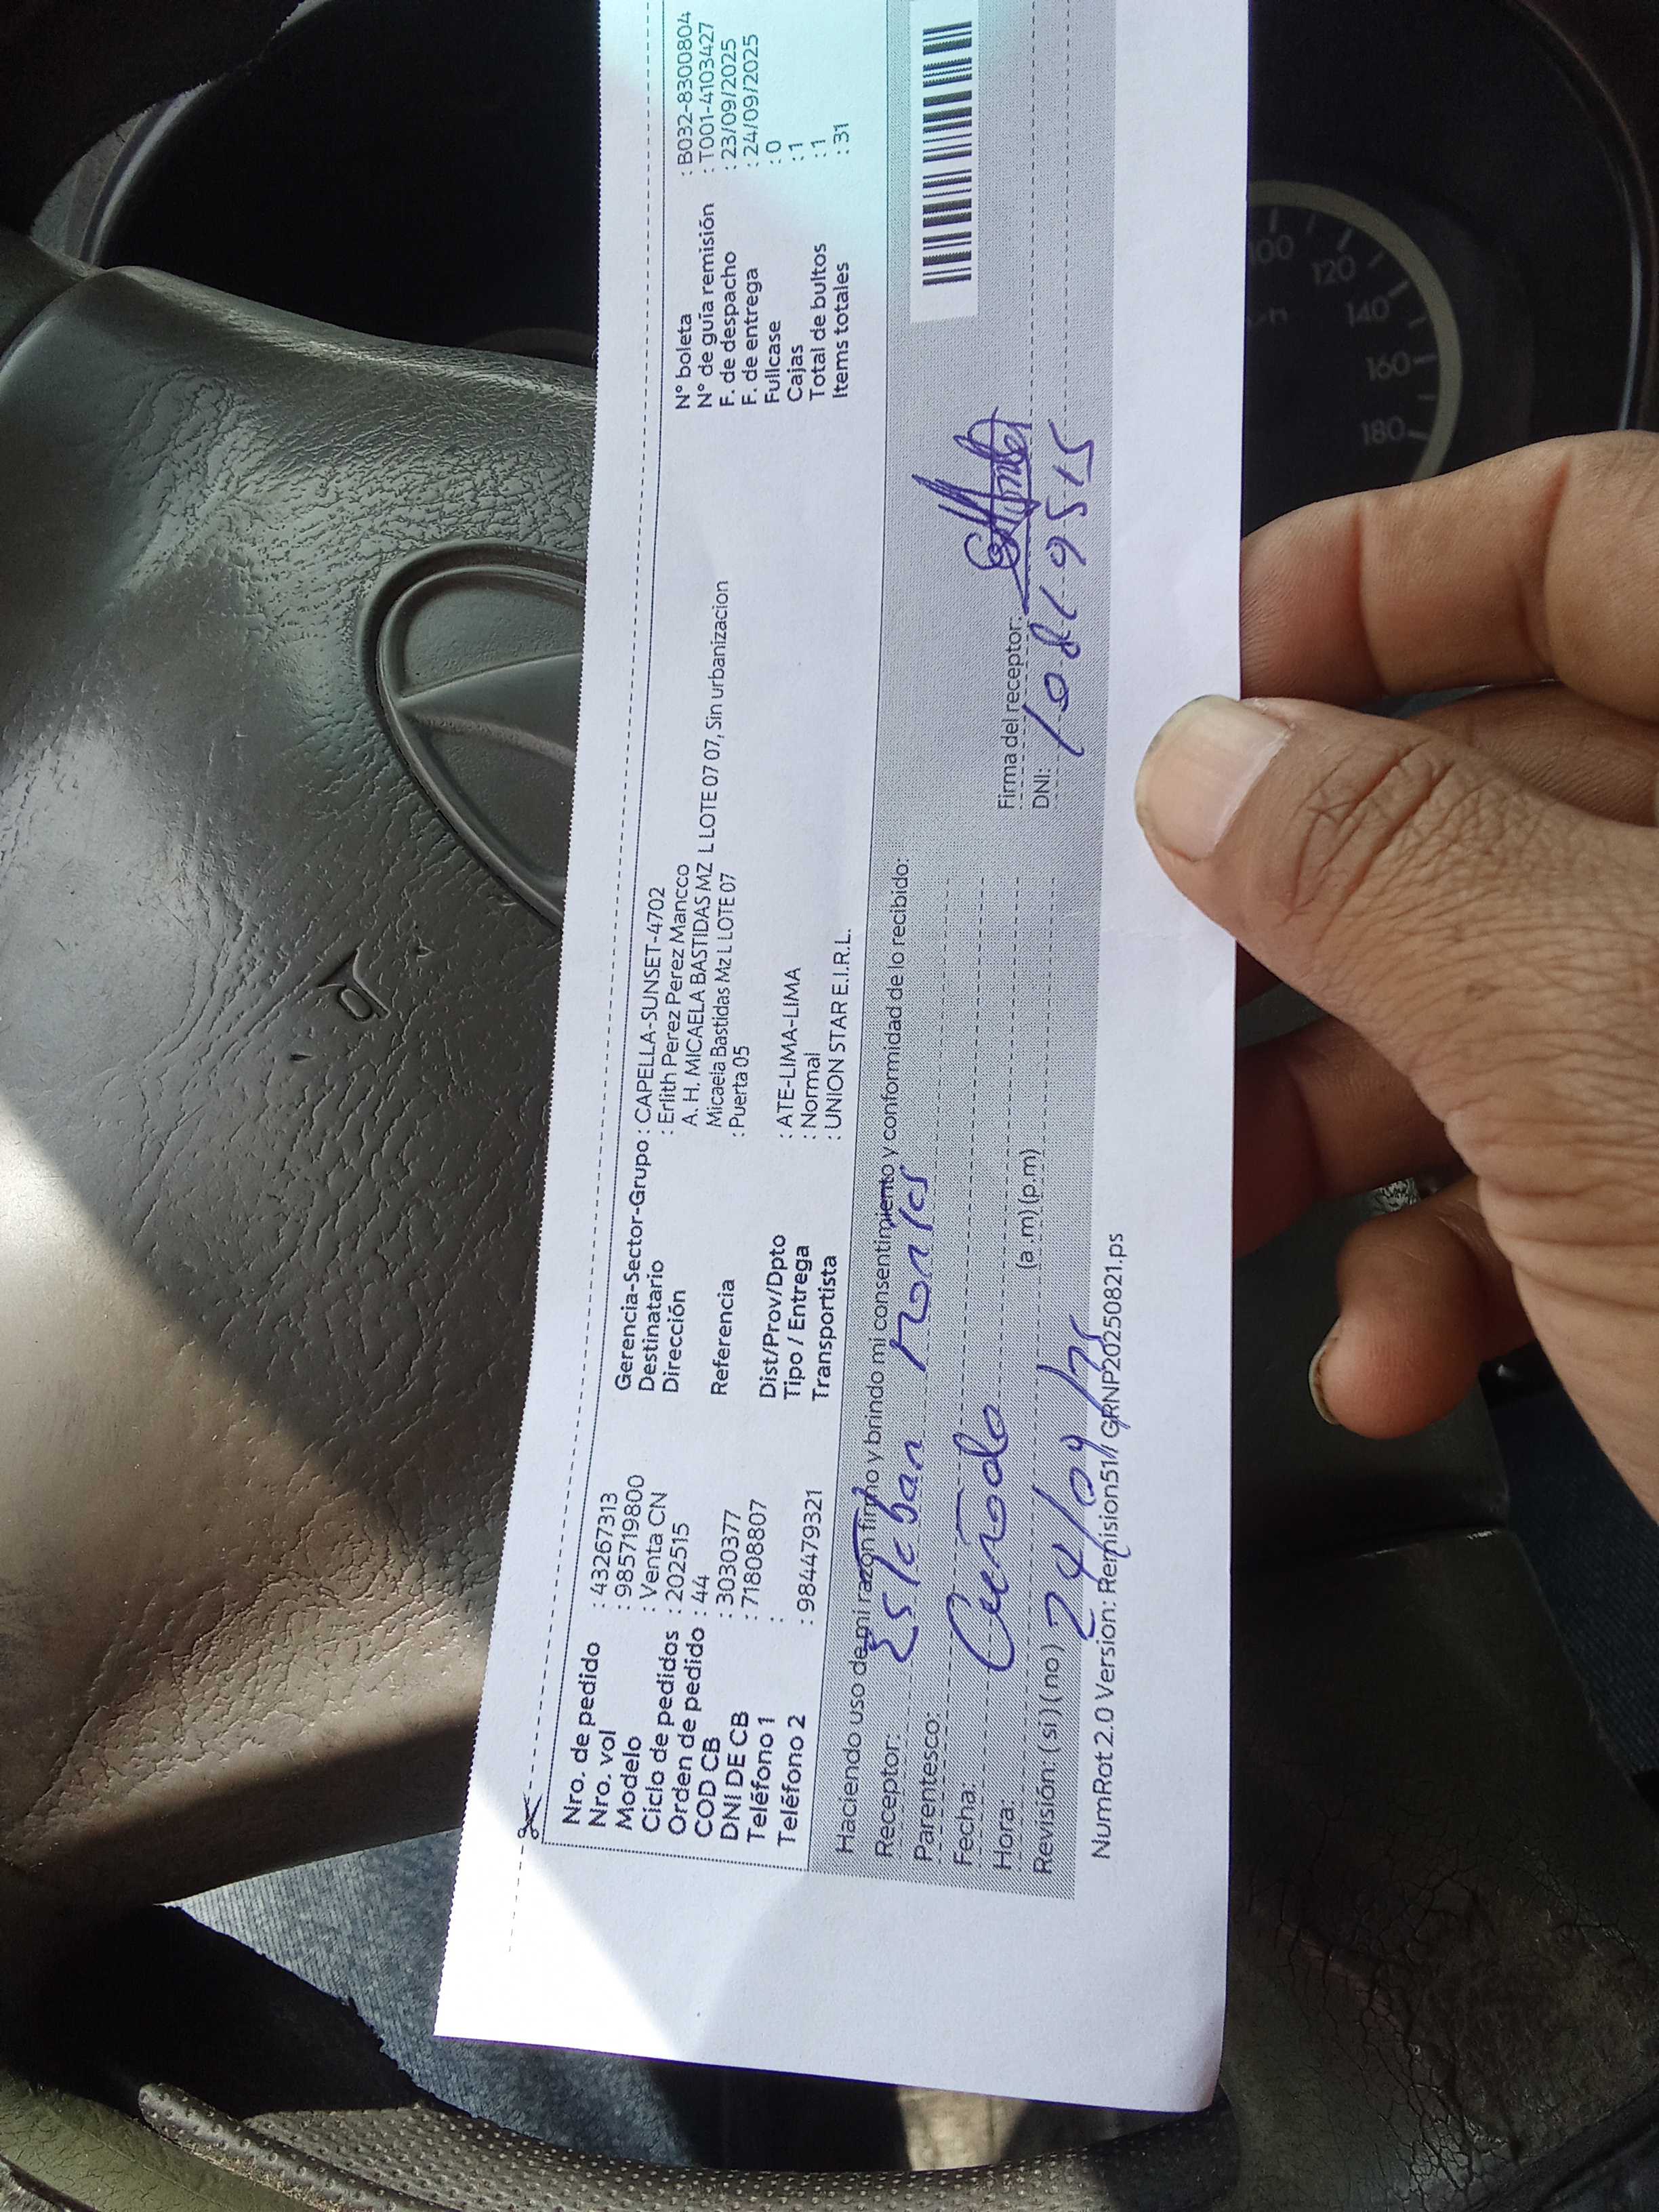 Nro. de pedido : 43267313
Nro. vol : 985719800
Modelo : Venta CN
Ciclo de pedidos : 202515
Orden de pedido : 44
COD CB : 3030377
DNI DE CB : 71808807
Teléfono 1 :
Teléfono 2 : 984479321
Gerencia-Sector-Grupo : CAPELLA-SUNSET-4702
Destinatario : Erlith Perez Perez Mancco
Dirección A. H. MICAELA BASTIDAS MZ L LOTE 07 07, Sin urbanizacion
Micaela Bastidas Mz L LOTE 07
Referencia : Puerta 05
Dist/Prov/Dpto : ATE-LIMA-LIMA
Tipo / Entrega : Normal
Transportista : UNION STAR E.I.R.L.
N° boleta : B032-8300804
N° de guía remisión : T001-4103427
F. de despacho : 23/09/2025
F. de entrega : 24/09/2025
Fullcase : 0
Cajas : 1
Total de bultos : 1
Items totales : 31
Haciendo uso de mi razón firmo y brindo mi consentimiento y conformidad de lo recibido:
Receptor: Esteban Montes
Parentesco: Cuñado
Fecha: 24/09/25
Hora: (a .m) (p.m)
Revisión: (si) (no)
Firma del receptor:
DNI: 10819515
NumRot 2.0 Version: Remision51// GRNP20250821.ps
100
120
140
160
180